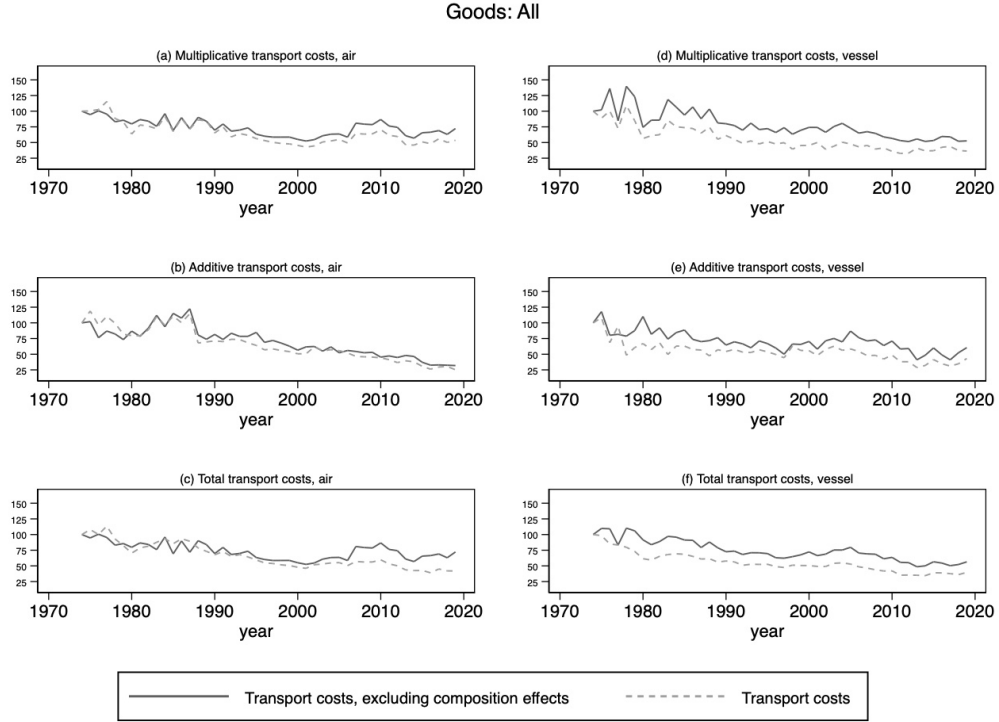 Goods: All
(a) Multiplicative transport costs, air
150
125
100
75
50
25
1970 1980 1990 2000 2010 2020
year
(d) Multiplicative transport costs, vessel
150
125
100
75
50
25
1970 1980 1990 2000 2010 2020
year
(b) Additive transport costs, air
150
125
100
75
50
25
1970 1980 1990 2000 2010 2020
year
(e) Additive transport costs, vessel
150
125
100
75
50
25
1970 1980 1990 2000 2010 2020
year
(c) Total transport costs, air
150
125
100
75
50
25
1970 1980 1990 2000 2010 2020
year
(f) Total transport costs, vessel
150
125
100
75
50
25
1970 1980 1990 2000 2010 2020
year
Transport costs, excluding composition effects
Transport costs